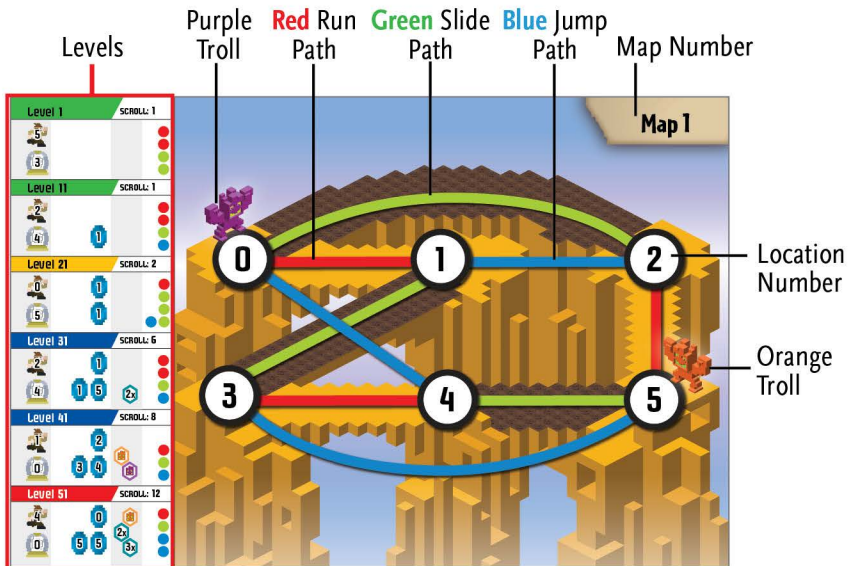 Levels
Purple
Troll
Red Run
Path
Green Slide
Path
Blue Jump
Path
Map Number
Level 1 SCROLL: 1
5
3
Level 11 SCROLL: 1
2
4 1
Level 21 SCROLL: 2
0 1
5 1
Level 31 SCROLL: 6
2 1
4 1 5 2x
Level 41 SCROLL: 8
1 2
0 3 4
Level 51 SCROLL: 12
4 0
2x
0 5 5 3x
Map 1
0 1 2
3 4 5
Location
Number
Orange
Troll